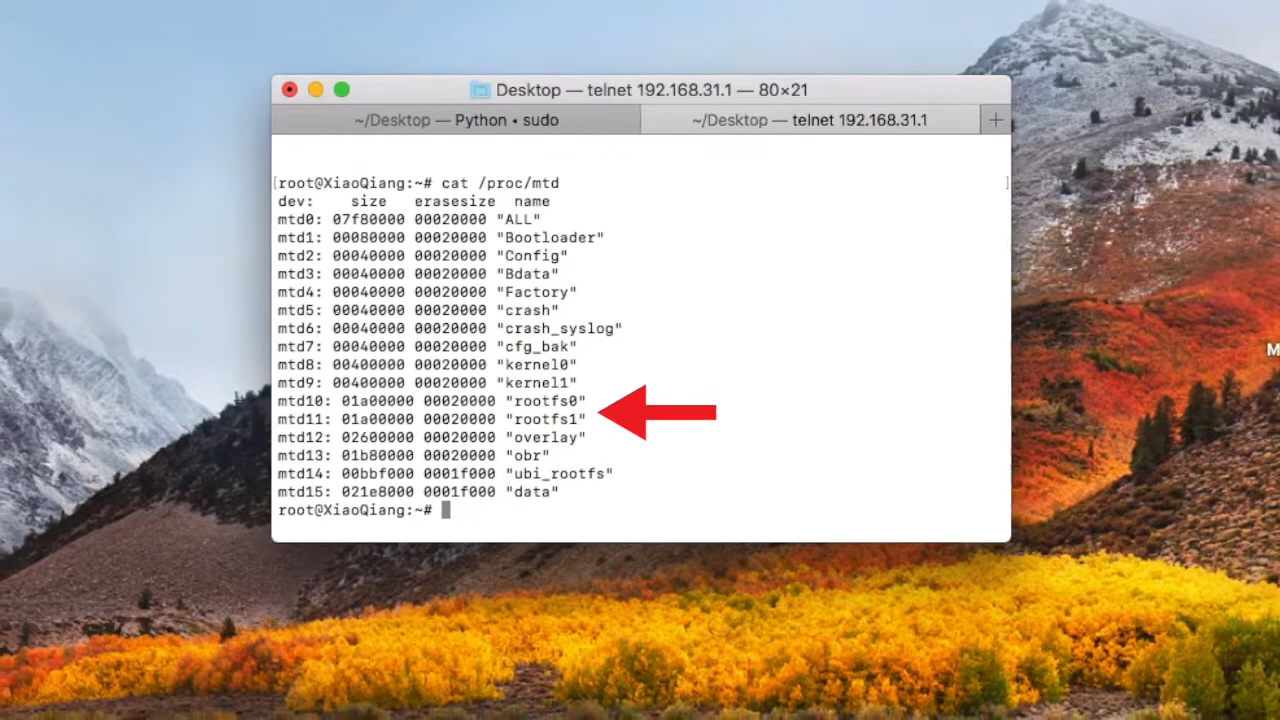 Desktop — telnet 192.168.31.1 — 80×21
~/Desktop — Python • sudo
~/Desktop — telnet 192.168.31.1 +
[root@XiaoQiang:~# cat /proc/mtd ]
dev:    size   erasesize  name
mtd0: 07f80000 00020000 "ALL"
mtd1: 00080000 00020000 "Bootloader"
mtd2: 00040000 00020000 "Config"
mtd3: 00040000 00020000 "Bdata"
mtd4: 00040000 00020000 "Factory"
mtd5: 00040000 00020000 "crash"
mtd6: 00040000 00020000 "crash_syslog"
mtd7: 00040000 00020000 "cfg_bak"
mtd8: 00400000 00020000 "kernel0"
mtd9: 00400000 00020000 "kernel1"
mtd10: 01a00000 00020000 "rootfs0"
mtd11: 01a00000 00020000 "rootfs1"
mtd12: 02600000 00020000 "overlay"
mtd13: 01b80000 00020000 "obr"
mtd14: 00bbf000 0001f000 "ubi_rootfs"
mtd15: 021e8000 0001f000 "data"
root@XiaoQiang:~#